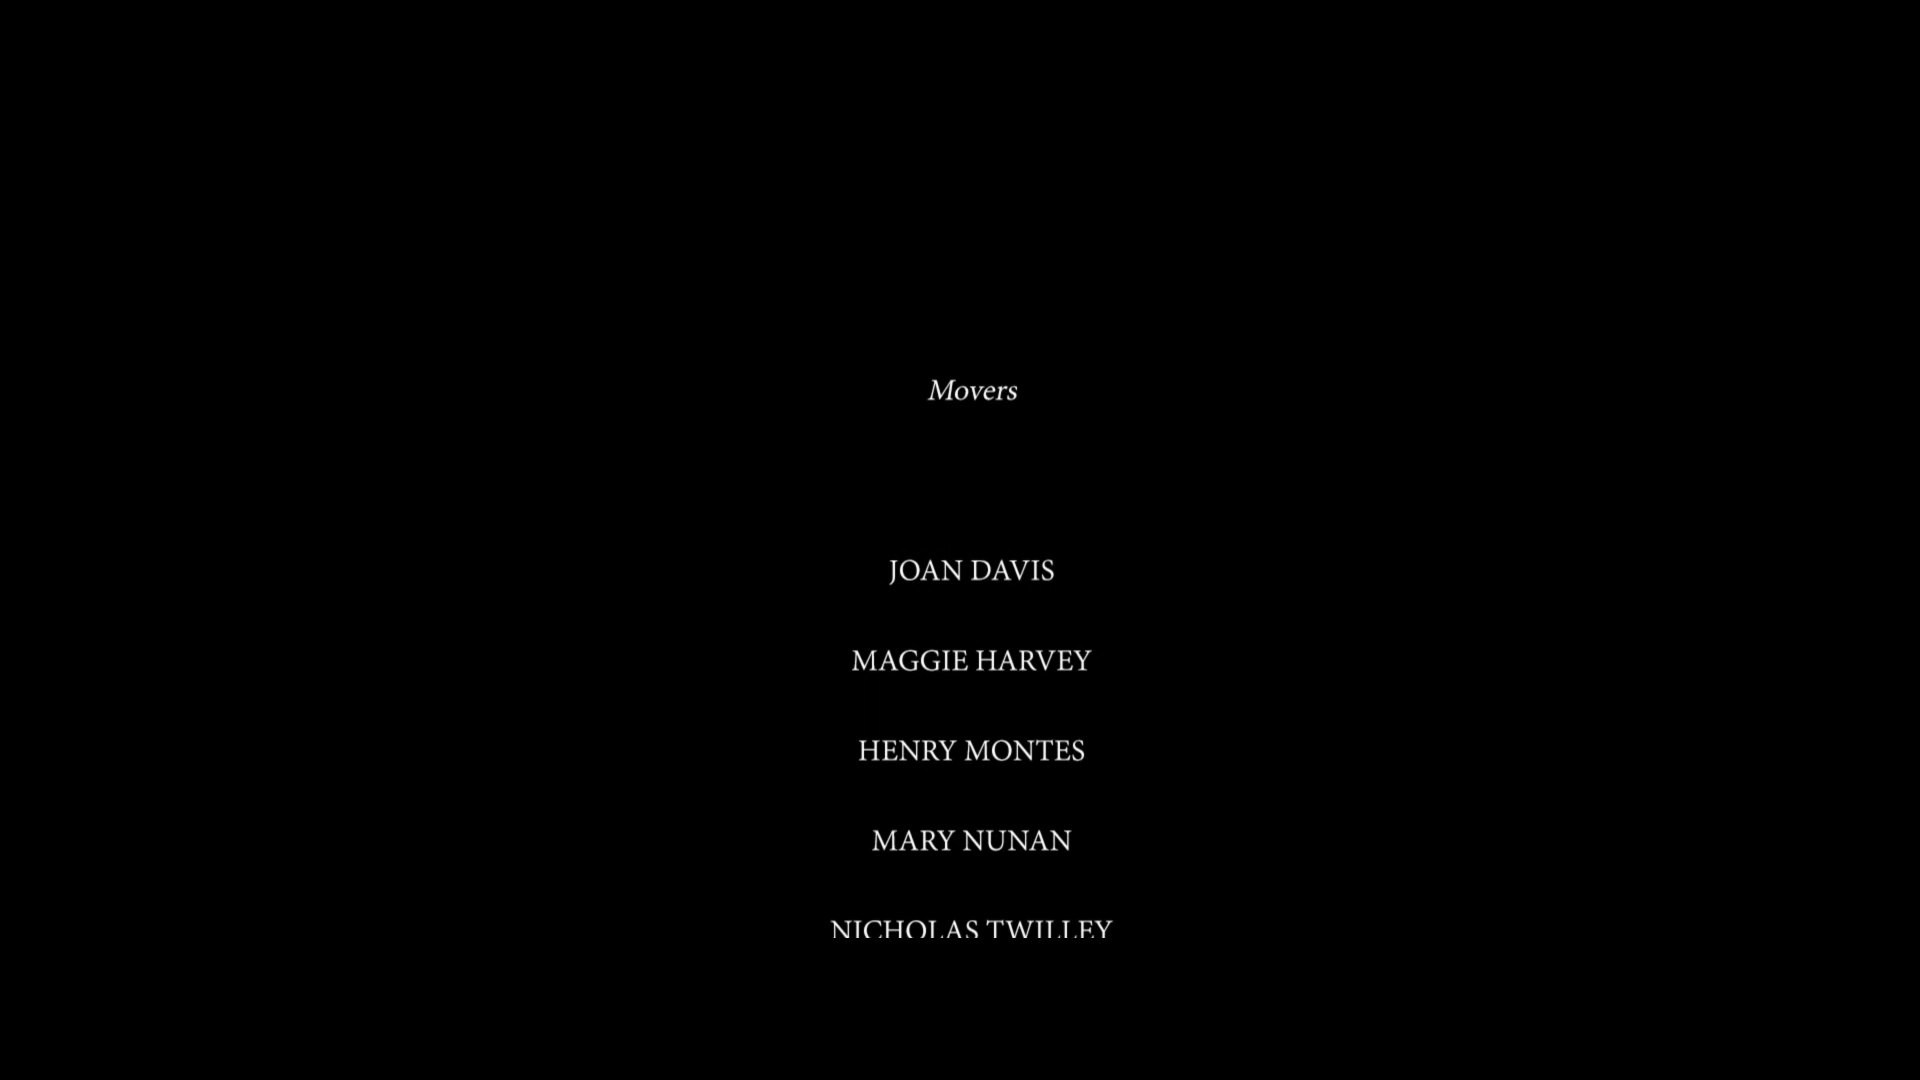 Movers
JOAN DAVIS
MAGGIE HARVEY
HENRY MONTES
MARY NUNAN
NICHOLAS TWILLEY